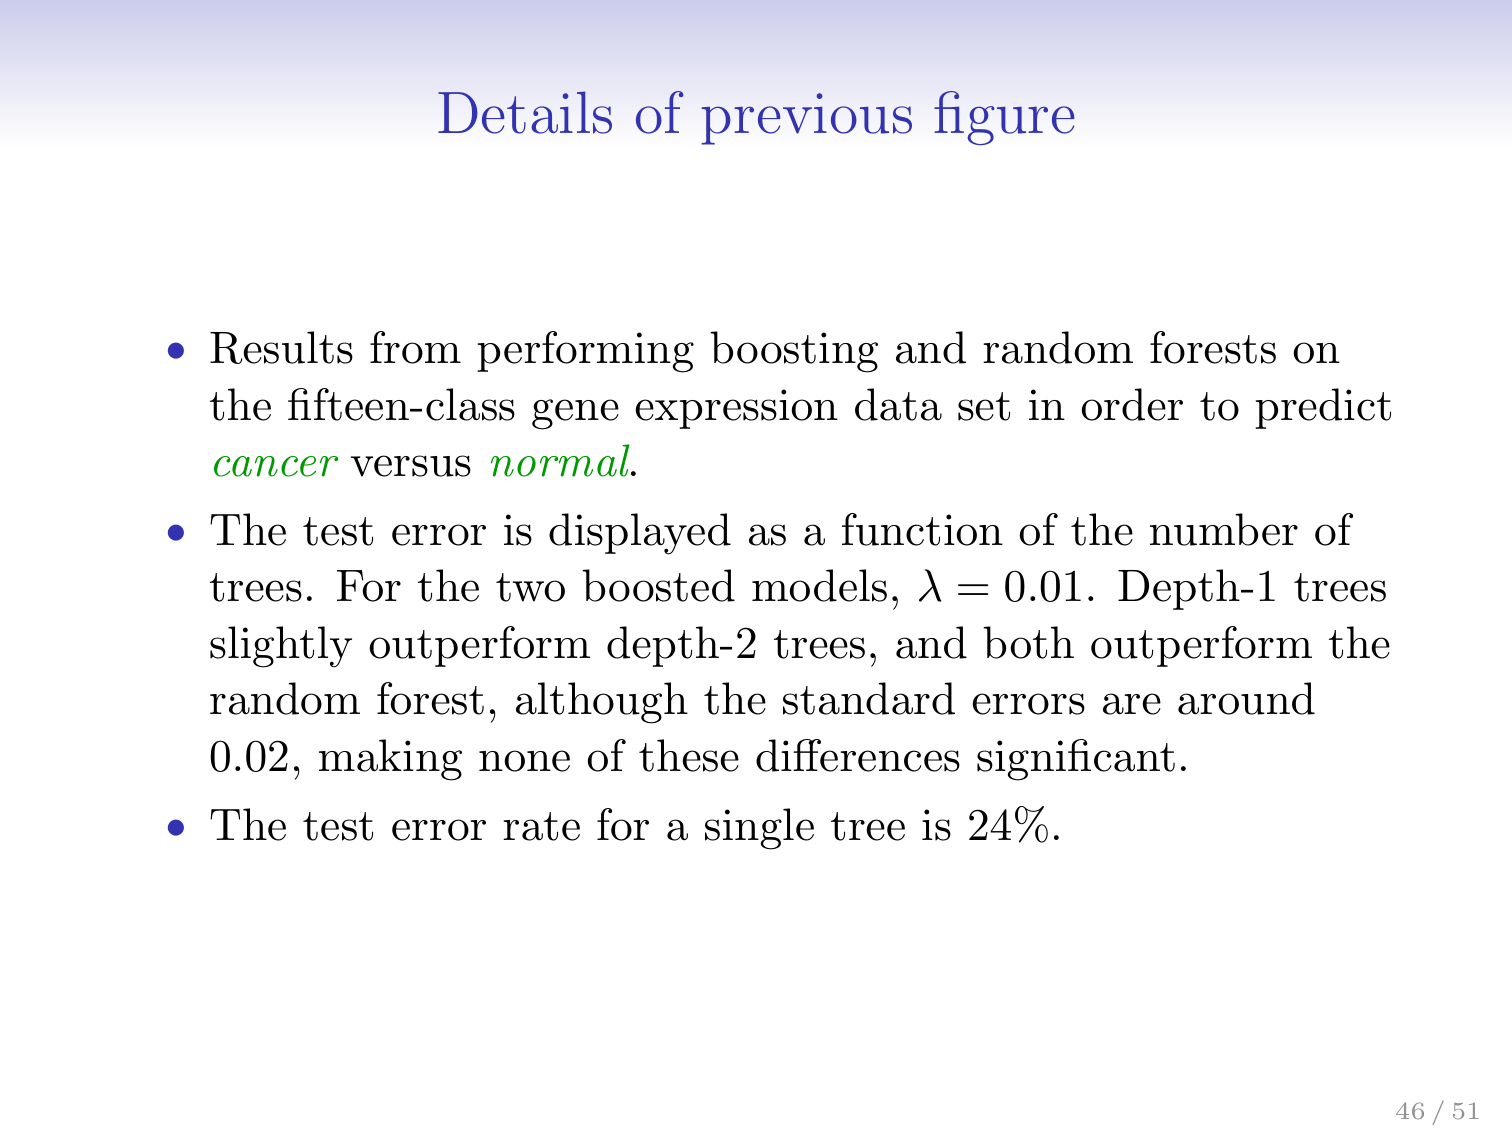 Details of previous figure
• Results from performing boosting and random forests on
the fifteen-class gene expression data set in order to predict
cancer versus normal.
• The test error is displayed as a function of the number of
trees. For the two boosted models, λ = 0.01. Depth-1 trees
slightly outperform depth-2 trees, and both outperform the
random forest, although the standard errors are around
0.02, making none of these differences significant.
• The test error rate for a single tree is 24%.
46 / 51